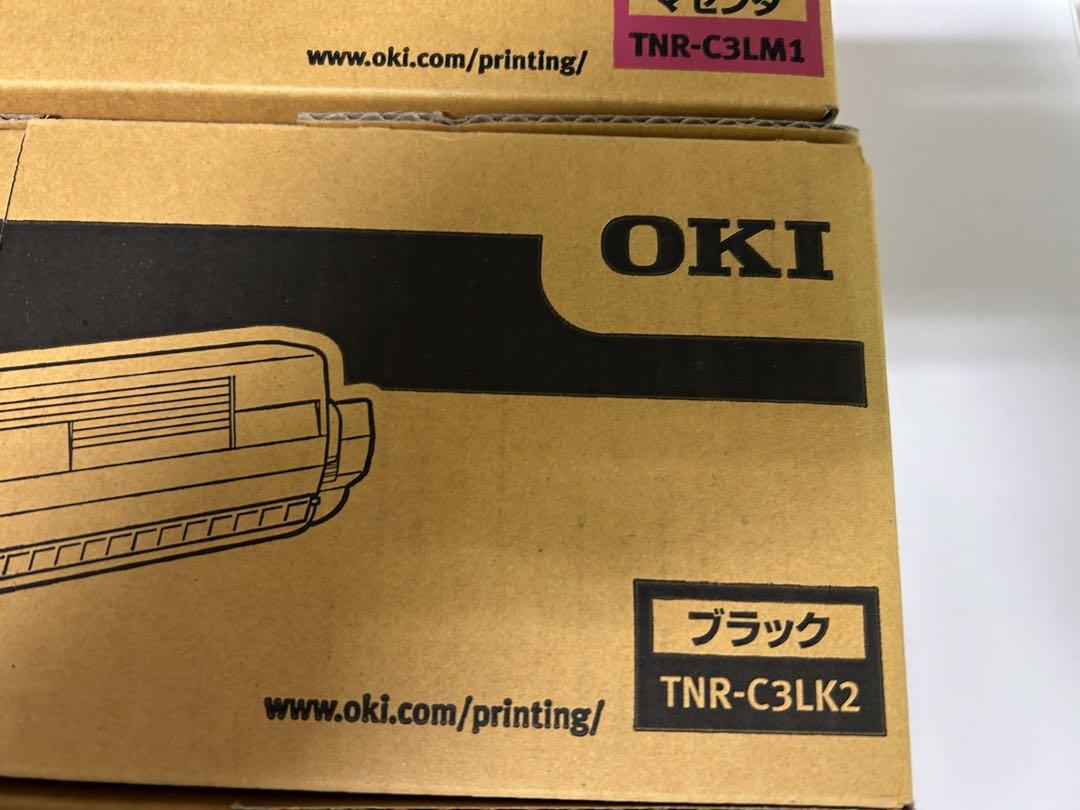 マゼンタ
www.oki.com/printing/
TNR-C3LM1
OKI
ブラック
www.oki.com/printing/
TNR-C3LK2